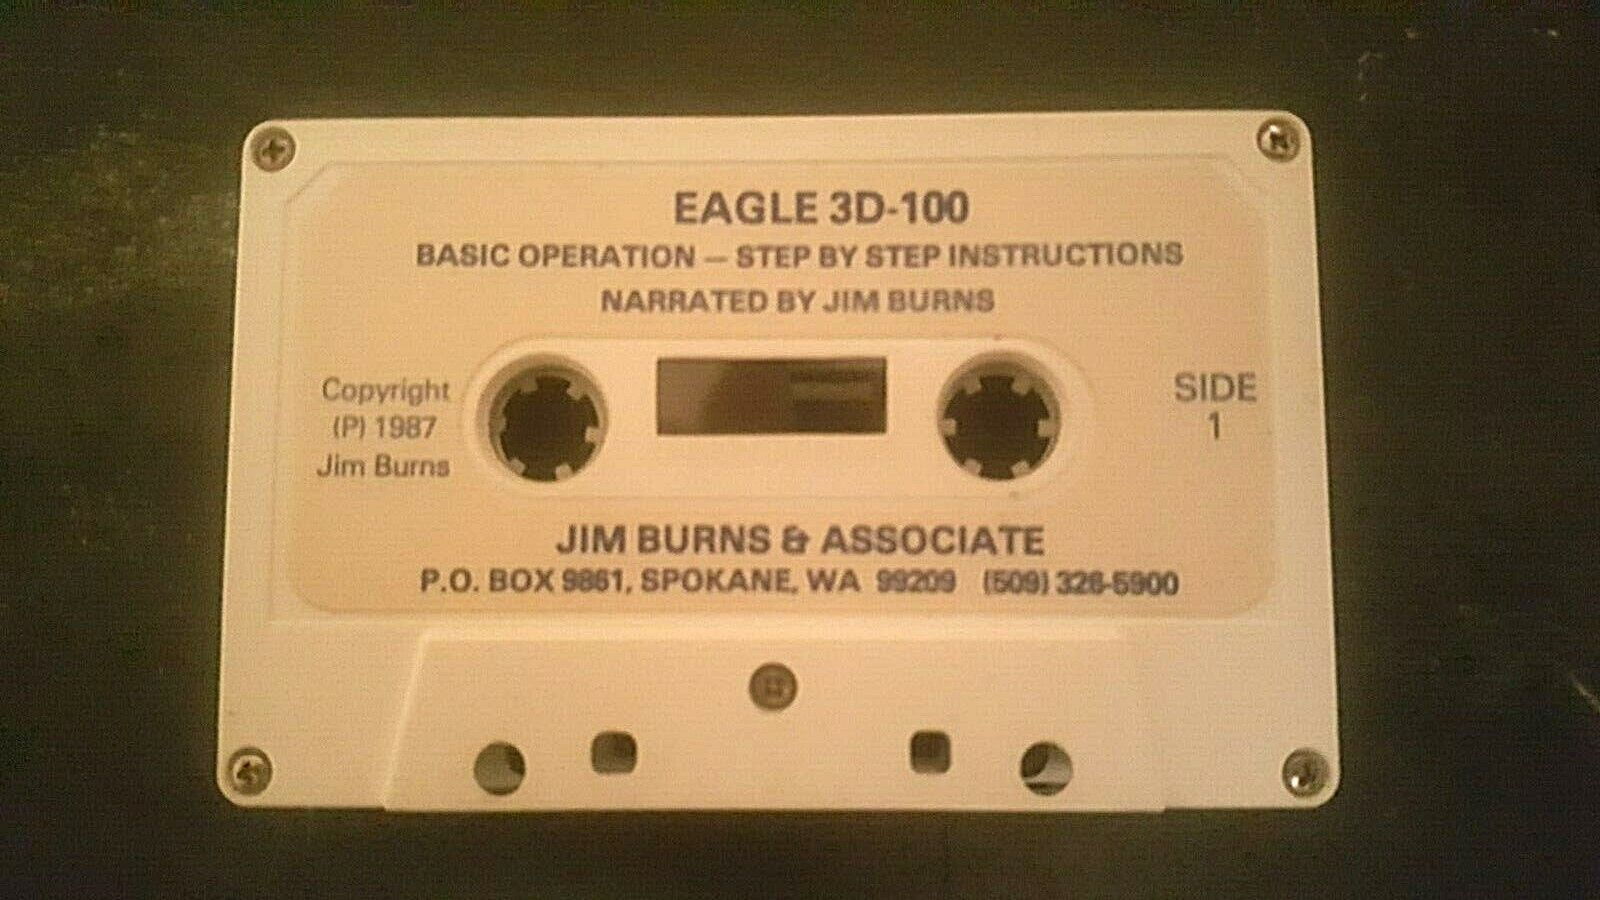 EAGLE 3D-100
BASIC OPERATION — STEP BY STEP INSTRUCTIONS
NARRATED BY JIM BURNS
Copyright
(P) 1987
Jim Burns
SIDE
1
JIM BURNS & ASSOCIATE
P.O. BOX 9861, SPOKANE, WA 99209 (509) 326-5900